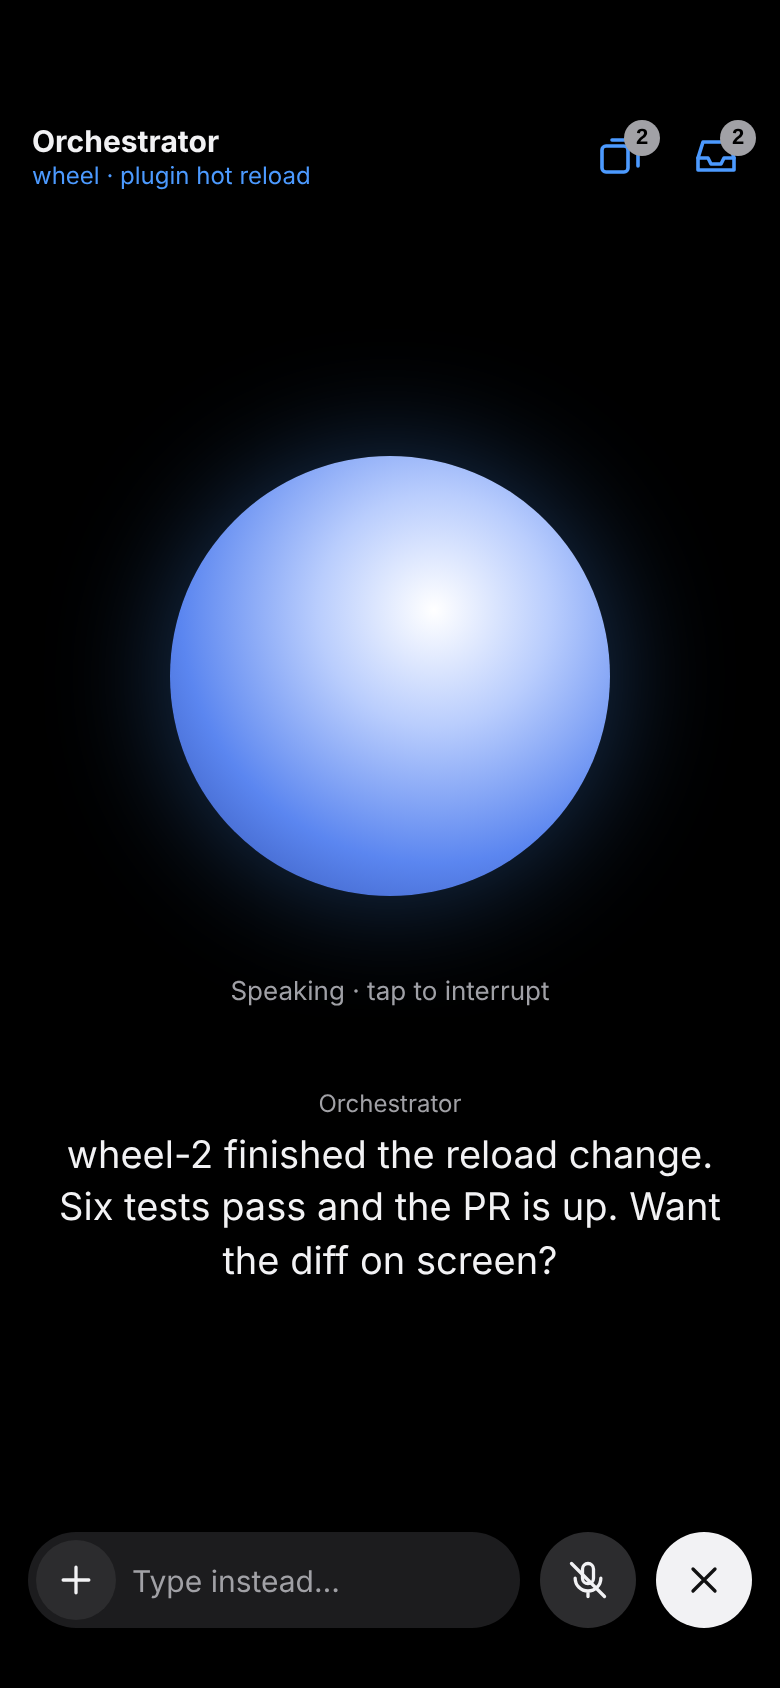 Orchestrator
wheel · plugin hot reload
2
2
Speaking · tap to interrupt
Orchestrator
wheel-2 finished the reload change.
Six tests pass and the PR is up. Want
the diff on screen?
Type instead...